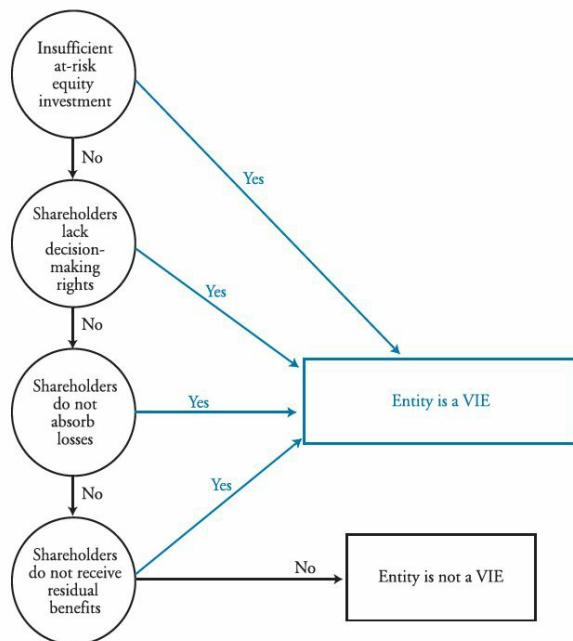 Insufficient
at-risk
equity
investment
Yes
No
Shareholders
lack
decision-
making
rights
Yes
No
Shareholders
do not
absorb
losses
Yes
Entity is a VIE
No
Yes
Shareholders
do not receive
residual
benefits
No
Entity is not a VIE